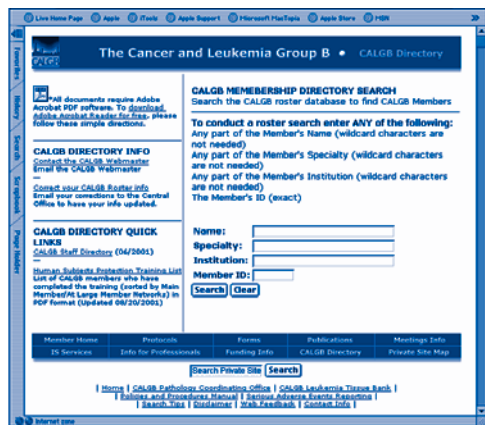 Live Home Page Apple iTools Apple Support Microsoft MacTopia Apple Store MSN
Favorites
History
Search
Scrapbook
Page Holder
CALGB
The Cancer and Leukemia Group B • CALGB Directory
*All documents require Adobe
Acrobat PDF software. To download
Adobe Acrobat Reader for free, please
follow these simple directions.
CALGB DIRECTORY INFO
Contact the CALGB Webmaster
Email the CALGB Webmaster
Correct your CALGB Roster info
Email your corrections to the Central
Office to have your info updated.
CALGB DIRECTORY QUICK
LINKS
CALGB Staff Directory (06/2001)
Human Subjects Protection Training List
List of CALGB members who have
completed the training (sorted by Main
Member/At Large Member Networks) in
PDF format (Updated 08/20/2001)
CALGB MEMEBERSHIP DIRECTORY SEARCH
Search the CALGB roster database to find CALGB Members
To conduct a roster search enter ANY of the following:
Any part of the Member's Name (wildcard characters are
not needed)
Any part of the Member's Specialty (wildcard characters
are not needed)
Any part of the Member's Institution (wildcard characters
are not needed)
The Member's ID (exact)
Name:
Specialty:
Institution:
Member ID:
Search Clear
Member Home Protocols Forms Publications Meetings Info
IS Services Info for Professionals Funding Info CALGB Directory Private Site Map
Search Private Site Search
| Home | CALGB Pathology Coordinating Office | CALGB Leukemia Tissue Bank |
| Policies and Procedures Manual | Serious Adverse Events Reporting |
| Search Tips | Disclaimer | Web Feedback | Contact Info |
Internet zone